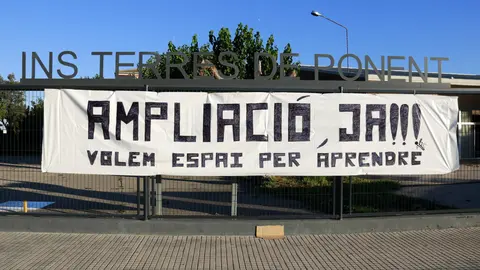 INS TERRES DE PONENT
AMPLIACIÓ JA!!!
VOLEM ESPAI PER APRENDRE